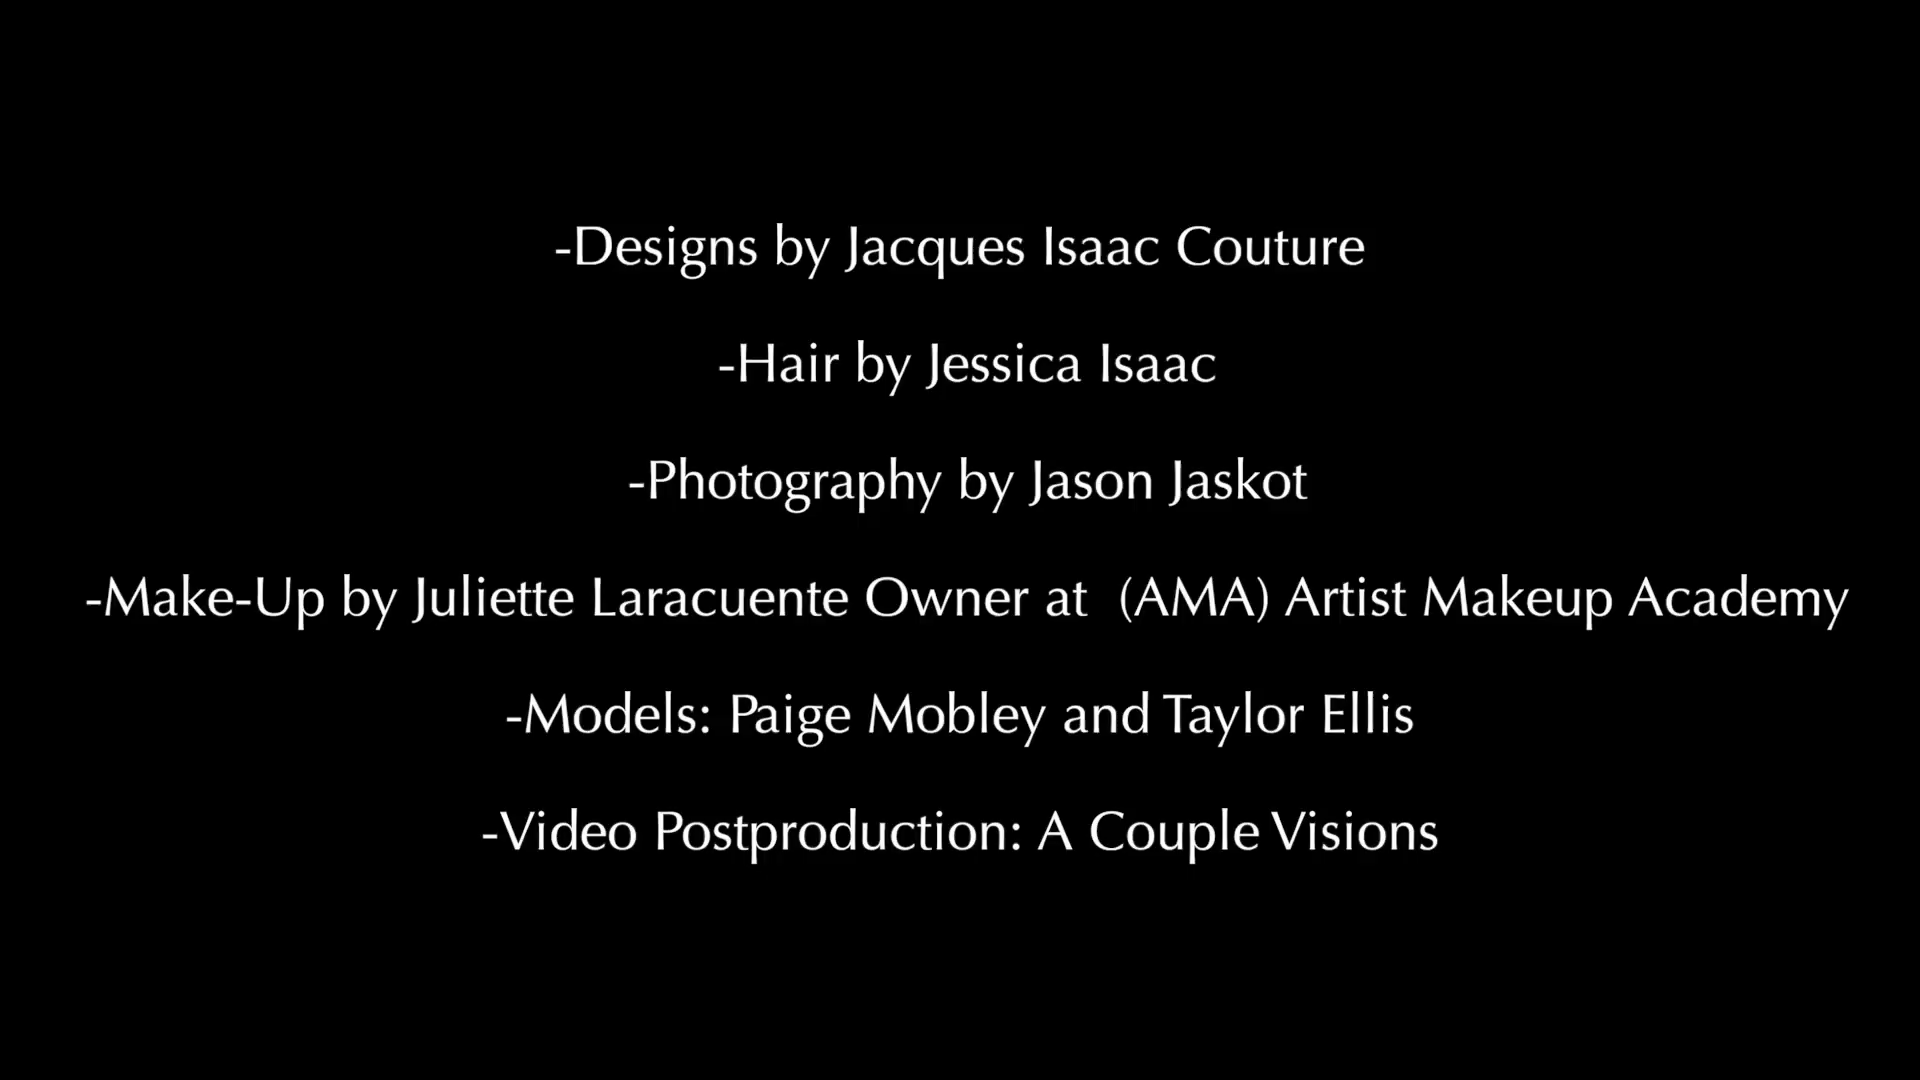 -Designs by Jacques Isaac Couture
-Hair by Jessica Isaac
-Photography by Jason Jaskot
-Make-Up by Juliette Laracuente Owner at  (AMA) Artist Makeup Academy
-Models: Paige Mobley and Taylor Ellis
-Video Postproduction: A Couple Visions